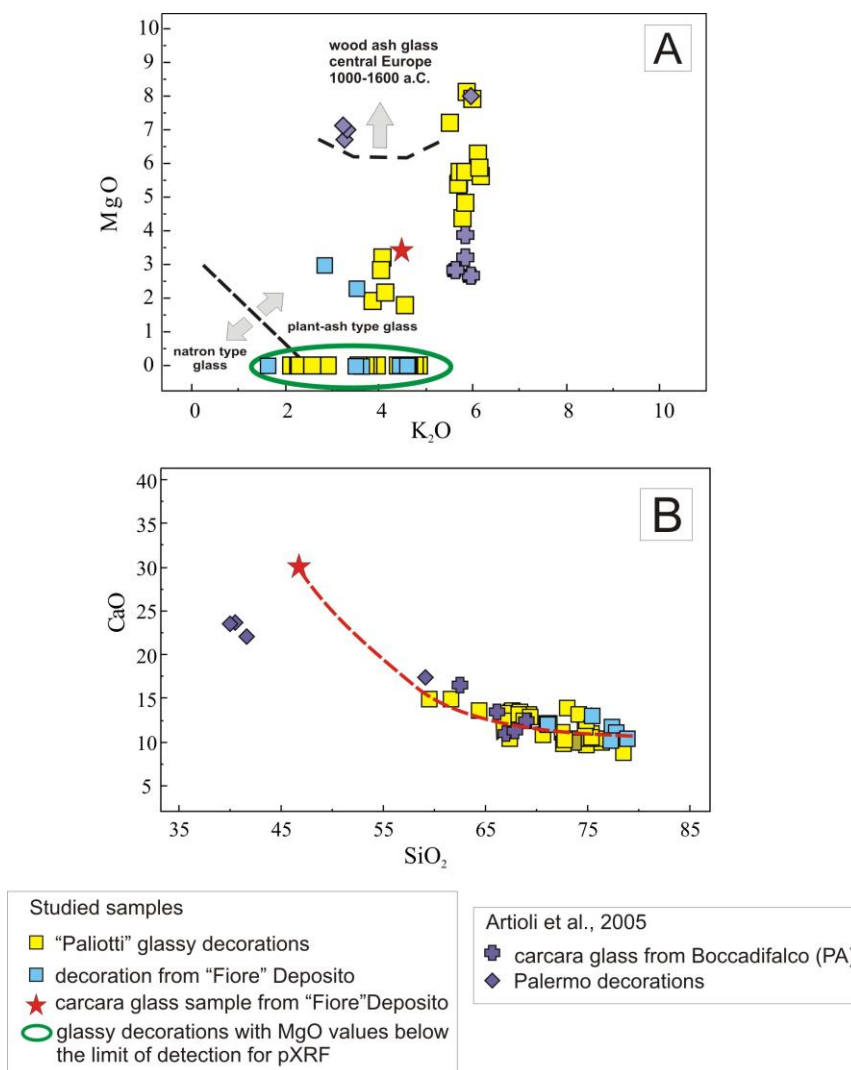 A
10
9
8
7
6
5
4
3
2
1
0
MgO
wood ash glass
central Europe
1000-1600 a.C.
plant-ash type glass
natron type
glass
0 2 4 6 8 10
K₂O
B
40
35
30
25
20
15
10
5
CaO
35 45 55 65 75 85
SiO₂
Studied samples
"Paliotti" glassy decorations
decoration from "Fiore" Deposito
carcara glass sample from "Fiore"Deposito
glassy decorations with MgO values below
the limit of detection for pXRF
Artioli et al., 2005
carcara glass from Boccadifalco (PA)
Palermo decorations